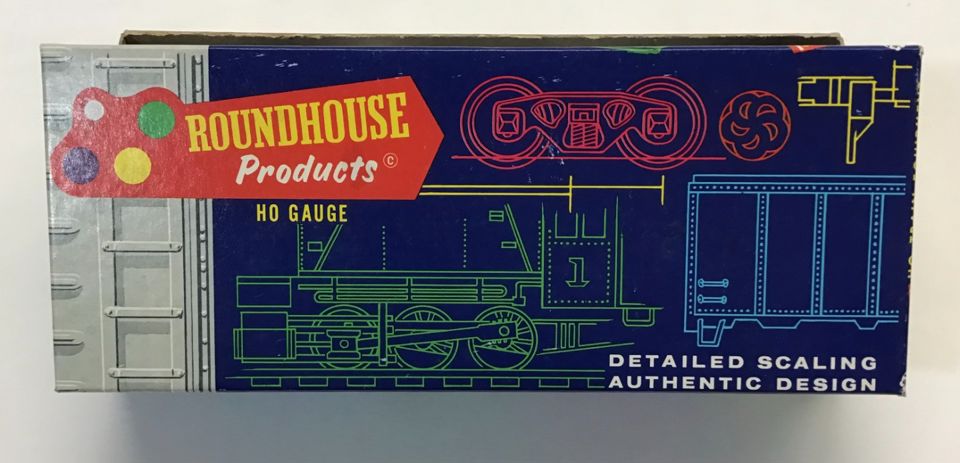 ROUNDHOUSE
Products ©
HO GAUGE
1
DETAILED SCALING
AUTHENTIC DESIGN